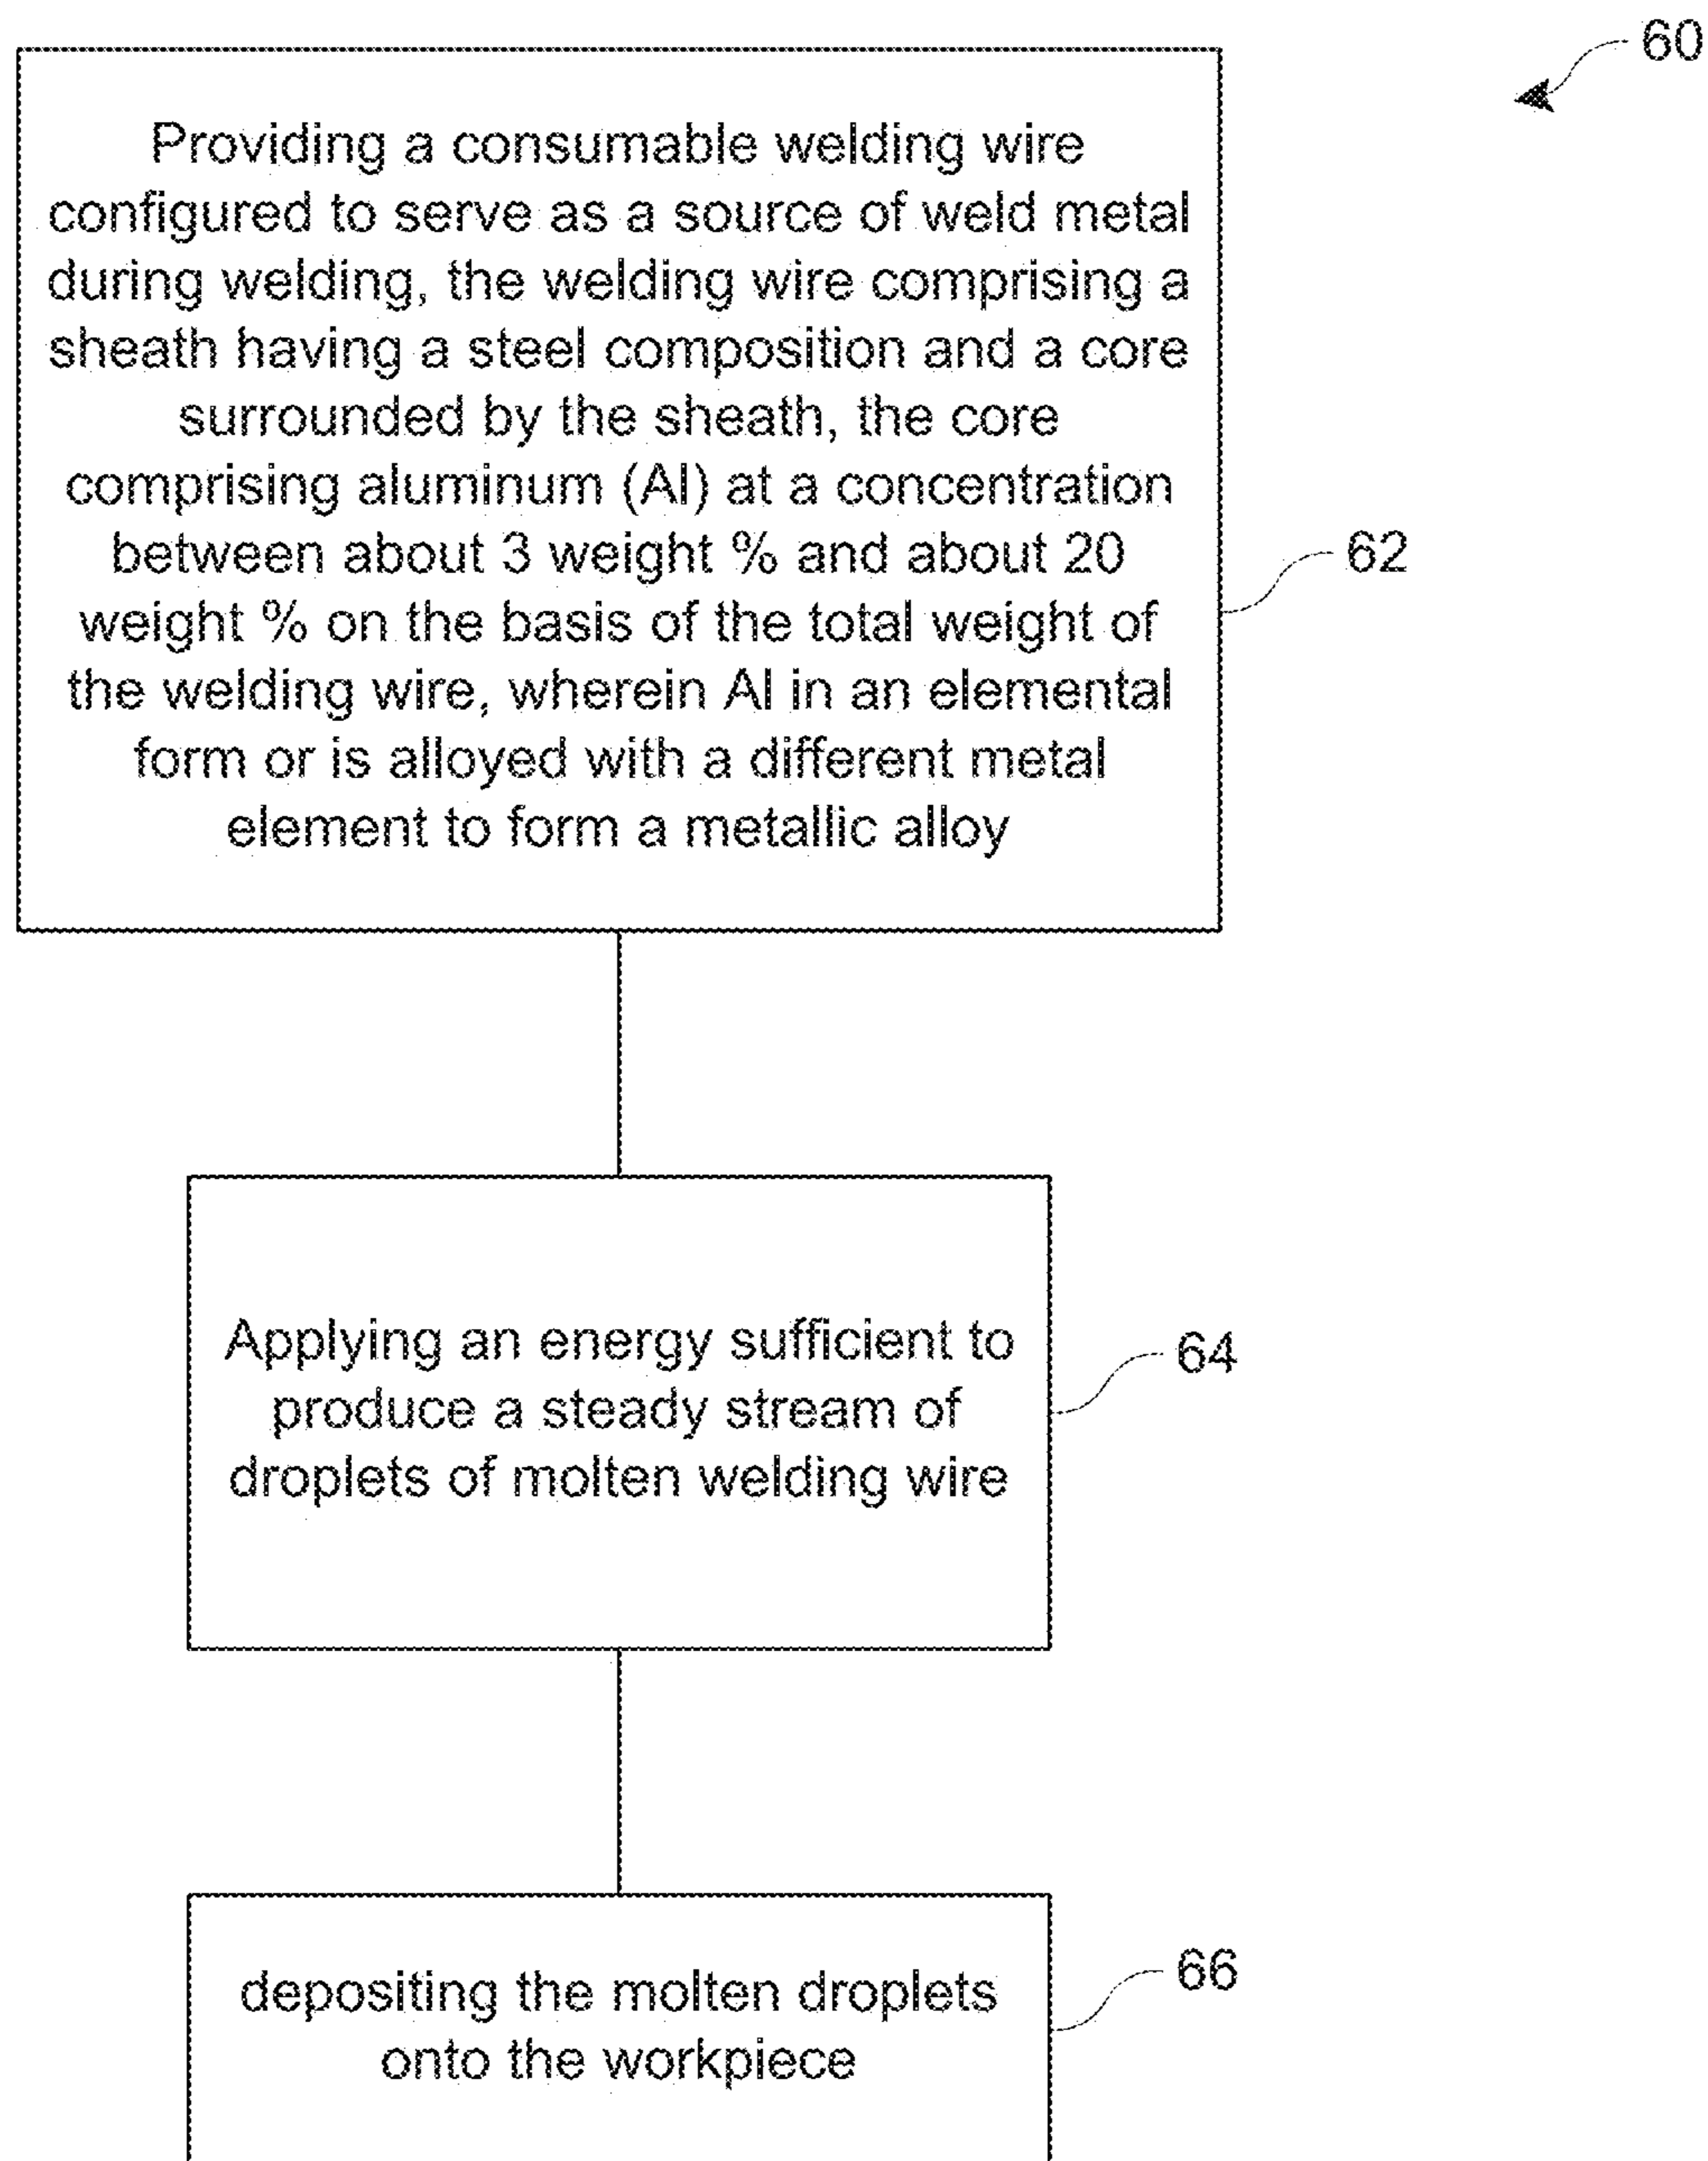 60
Providing a consumable welding wire
configured to serve as a source of weld metal
during welding, the welding wire comprising a
sheath having a steel composition and a core
surrounded by the sheath, the core
comprising aluminum (Al) at a concentration
between about 3 weight % and about 20
weight % on the basis of the total weight of
the welding wire, wherein Al in an elemental
form or is alloyed with a different metal
element to form a metallic alloy
62
Applying an energy sufficient to
produce a steady stream of
droplets of molten welding wire
64
depositing the molten droplets
onto the workpiece
66